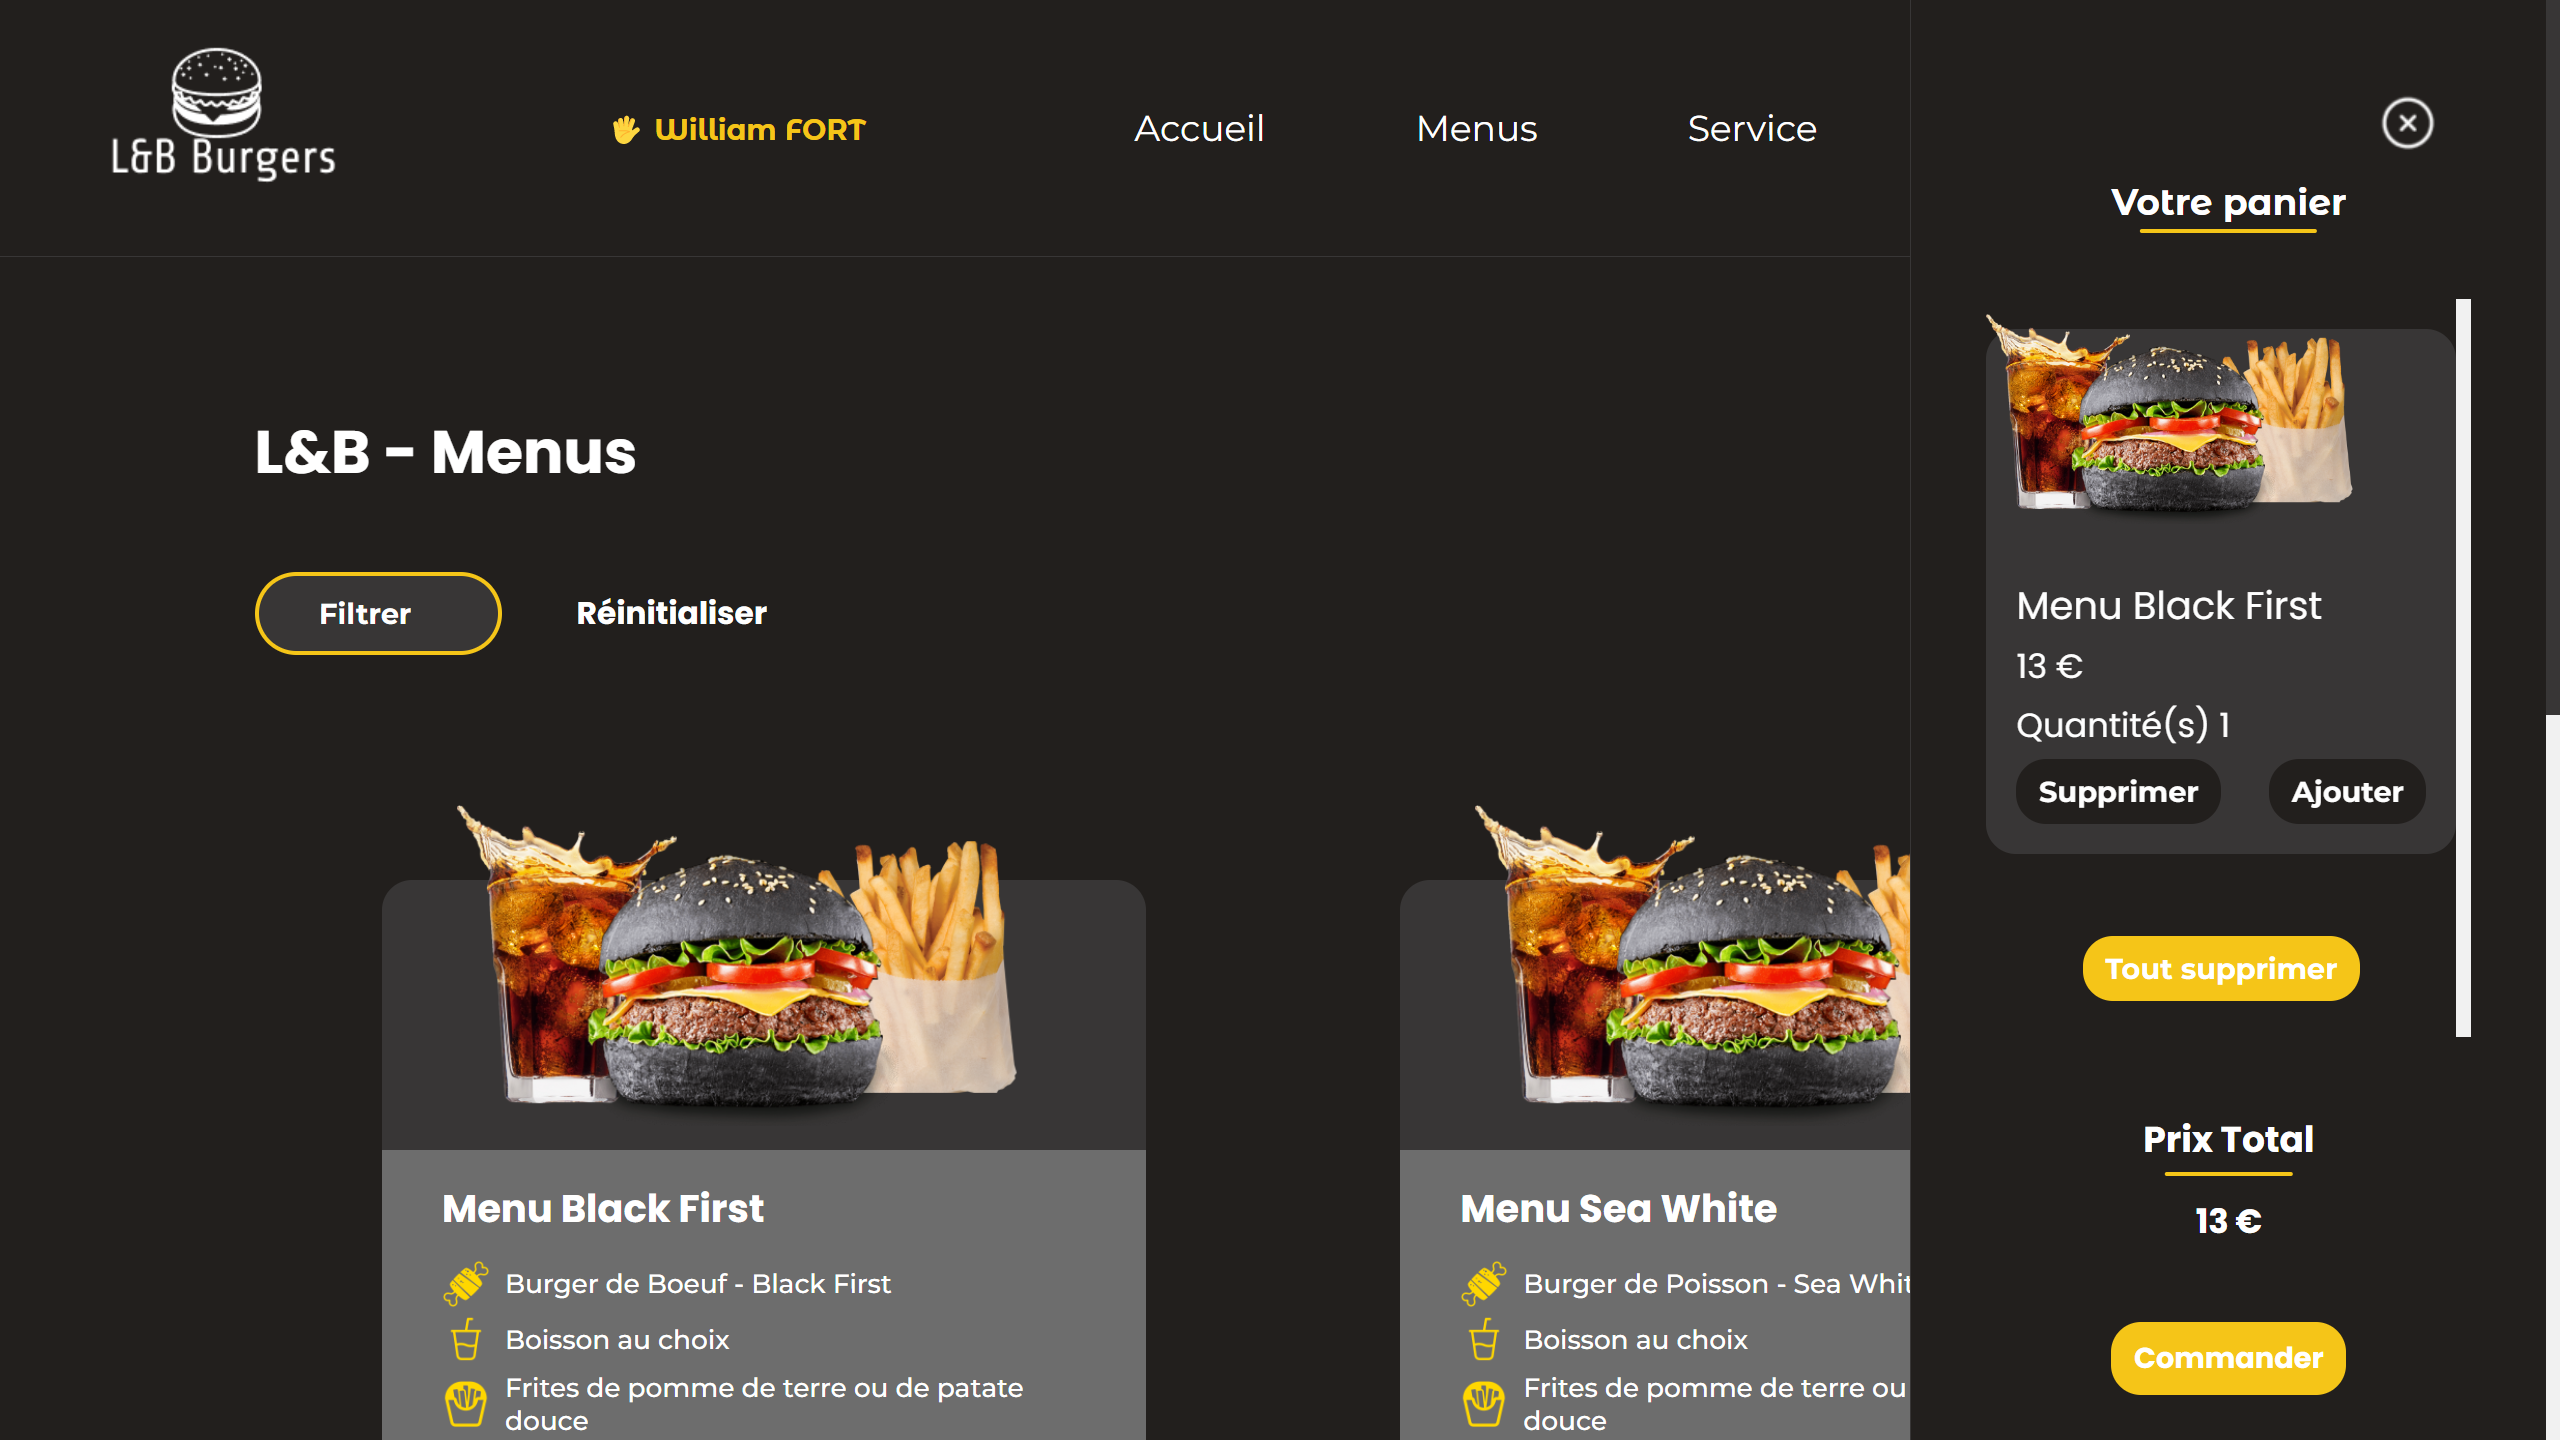 L&B Burgers
William FORT
Accueil
Menus
Service
Votre panier
L&B - Menus
Filtrer
Réinitialiser
Menu Black First
13 €
Quantité(s) 1
Supprimer
Ajouter
Tout supprimer
Prix Total
13 €
Commander
Menu Black First
Burger de Boeuf - Black First
Boisson au choix
Frites de pomme de terre ou de patate
douce
Menu Sea White
Burger de Poisson - Sea Whit
Boisson au choix
Frites de pomme de terre ou
douce